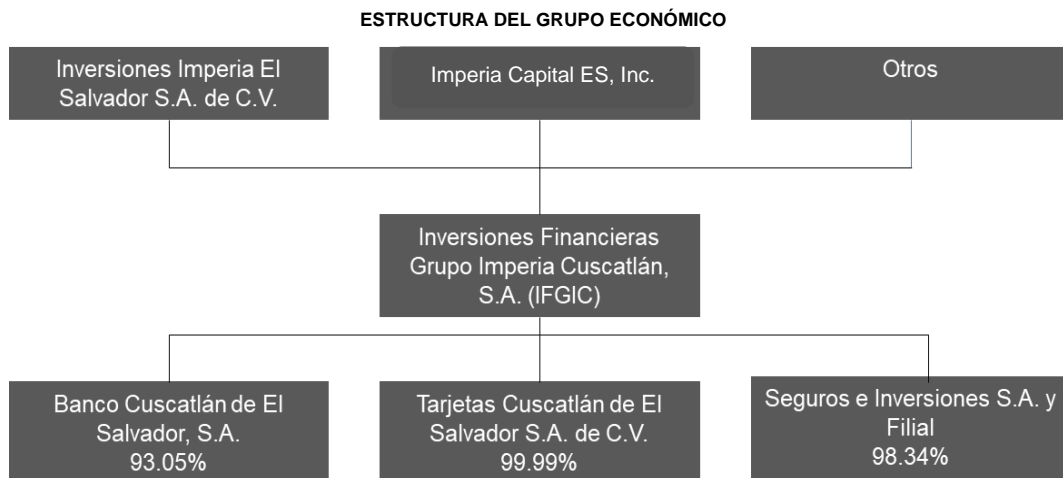 ESTRUCTURA DEL GRUPO ECONÓMICO
Inversiones Imperia El
Salvador S.A. de C.V.
Imperia Capital ES, Inc.
Otros
Inversiones Financieras
Grupo Imperia Cuscatlán,
S.A. (IFGIC)
Banco Cuscatlán de El
Salvador, S.A.
93.05%
Tarjetas Cuscatlán de El
Salvador S.A. de C.V.
99.99%
Seguros e Inversiones S.A. y
Filial
98.34%